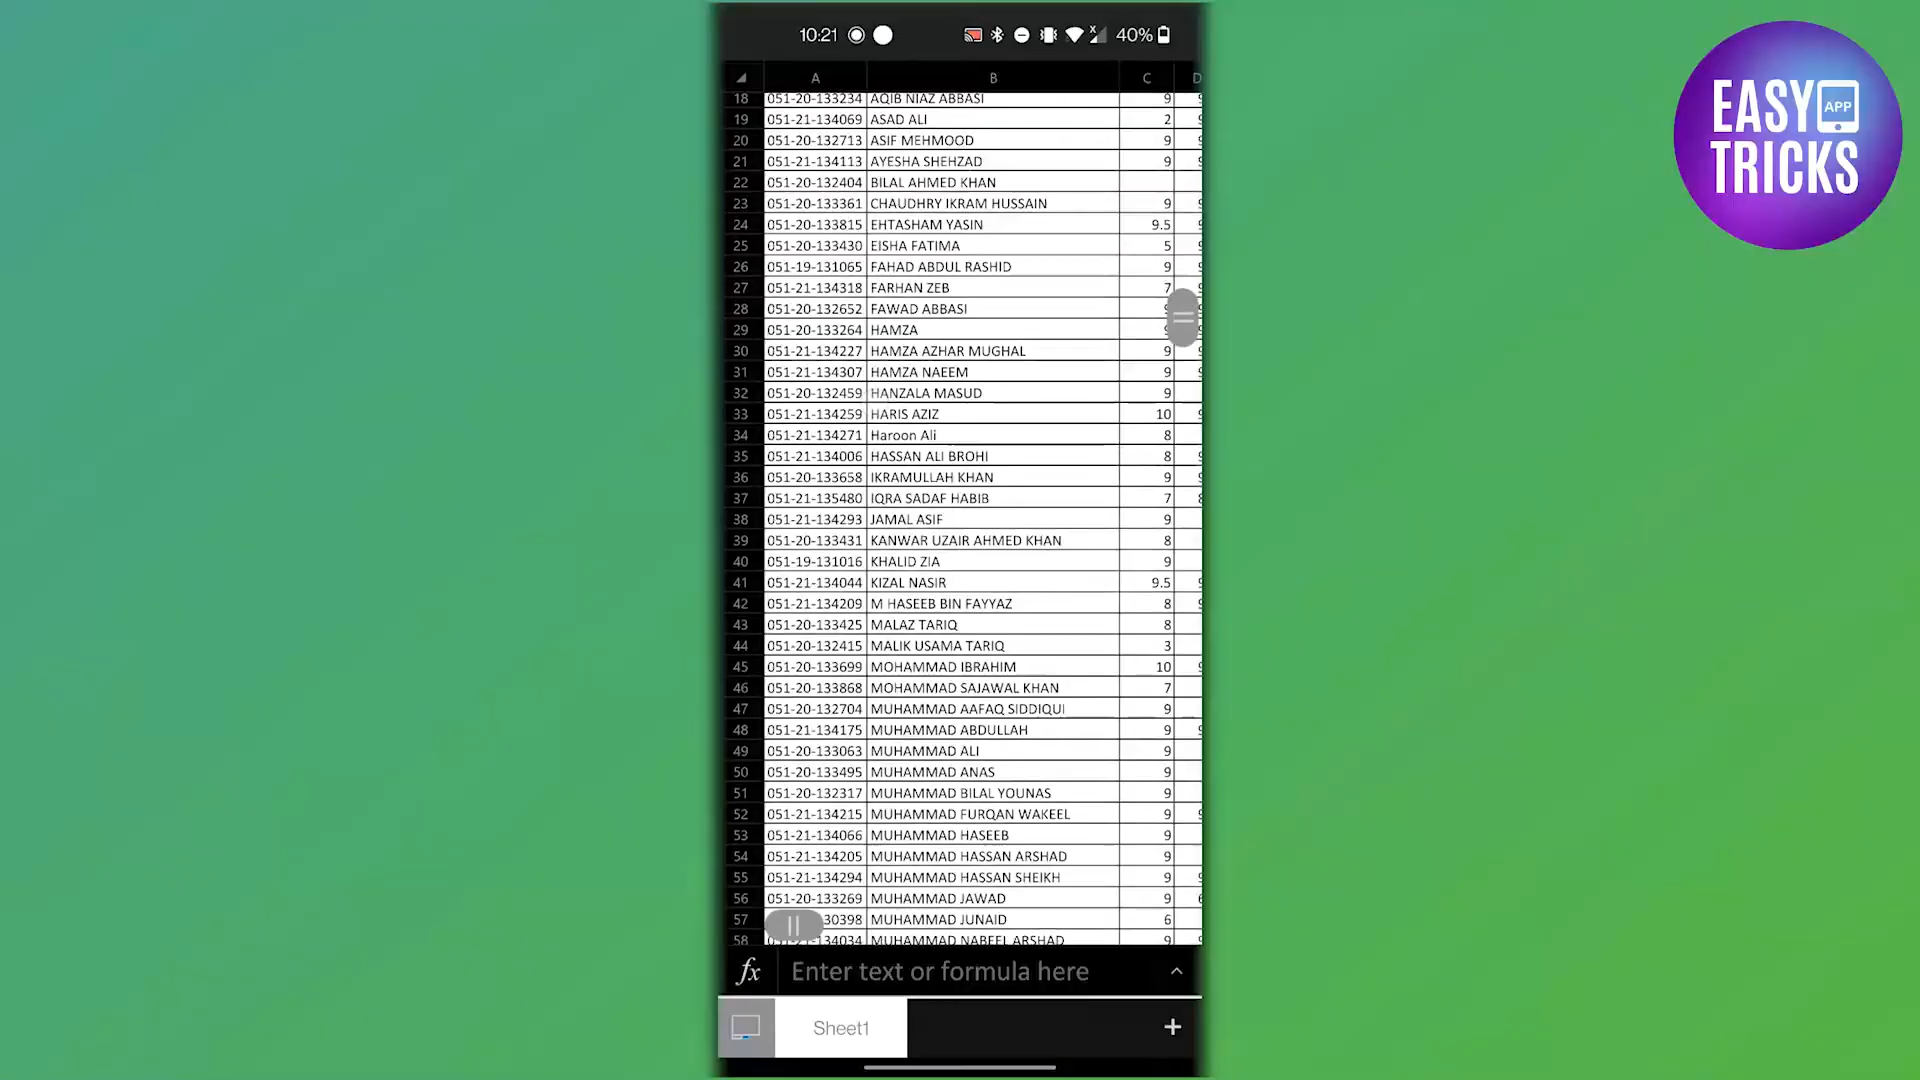 10:21 40%
EASY APP
TRICKS
A B C D
18 051-20-133234 AQIB NIAZ ABBASI 9
19 051-21-134069 ASAD ALI 2
20 051-20-132713 ASIF MEHMOOD 9
21 051-21-134113 AYESHA SHEHZAD 9
22 051-20-132404 BILAL AHMED KHAN
23 051-20-133361 CHAUDHRY IKRAM HUSSAIN 9
24 051-20-133815 EHTASHAM YASIN 9.5
25 051-20-133430 EISHA FATIMA 5
26 051-19-131065 FAHAD ABDUL RASHID 9
27 051-21-134318 FARHAN ZEB 7
28 051-20-132652 FAWAD ABBASI
29 051-20-133264 HAMZA
30 051-21-134227 HAMZA AZHAR MUGHAL 9
31 051-21-134307 HAMZA NAEEM 9
32 051-20-132459 HANZALA MASUD 9
33 051-21-134259 HARIS AZIZ 10
34 051-21-134271 Haroon Ali 8
35 051-21-134006 HASSAN ALI BROHI 8
36 051-20-133658 IKRAMULLAH KHAN 9
37 051-21-135480 IQRA SADAF HABIB 7
38 051-21-134293 JAMAL ASIF 9
39 051-20-133431 KANWAR UZAIR AHMED KHAN 8
40 051-19-131016 KHALID ZIA 9
41 051-21-134044 KIZAL NASIR 9.5
42 051-21-134209 M HASEEB BIN FAYYAZ 8
43 051-20-133425 MALAZ TARIQ 8
44 051-20-132415 MALIK USAMA TARIQ 3
45 051-20-133699 MOHAMMAD IBRAHIM 10
46 051-20-133868 MOHAMMAD SAJAWAL KHAN 7
47 051-20-132704 MUHAMMAD AAFAQ SIDDIQUI 9
48 051-21-134175 MUHAMMAD ABDULLAH 9
49 051-20-133063 MUHAMMAD ALI 9
50 051-20-133495 MUHAMMAD ANAS 9
51 051-20-132317 MUHAMMAD BILAL YOUNAS 9
52 051-21-134215 MUHAMMAD FURQAN WAKEEL 9
53 051-21-134066 MUHAMMAD HASEEB 9
54 051-21-134205 MUHAMMAD HASSAN ARSHAD 9
55 051-21-134294 MUHAMMAD HASSAN SHEIKH 9
56 051-20-133269 MUHAMMAD JAWAD 9
57 30398 MUHAMMAD JUNAID 6
58 134034 MUHAMMAD NABEEL ARSHAD 9
fx Enter text or formula here
Sheet1 +